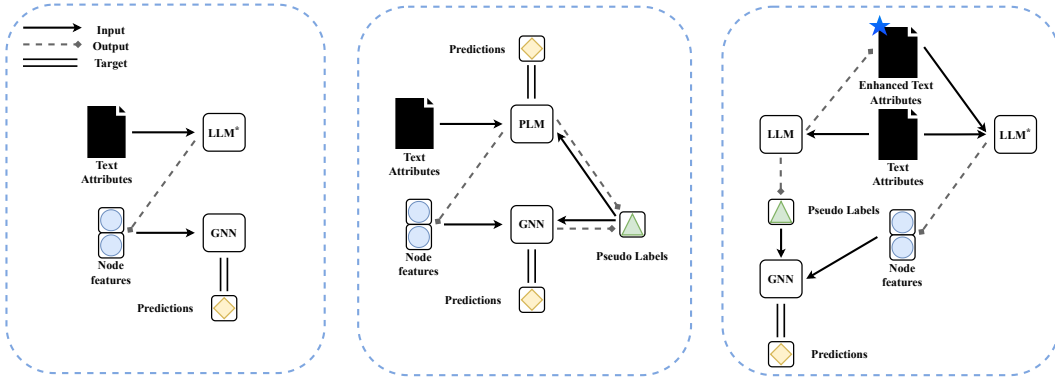 Input
Output
Target
LLM*
Text
Attributes
GNN
Node
features
Predictions
Predictions
PLM
Text
Attributes
GNN
Node
features
Pseudo Labels
Predictions
Enhanced Text
Attributes
LLM
LLM*
Text
Attributes
Pseudo Labels
GNN
Node
features
Predictions